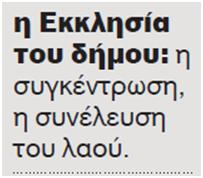 η Εκκλησία
του δήμου: η
συγκέντρωση,
η συνέλευση
του λαού.